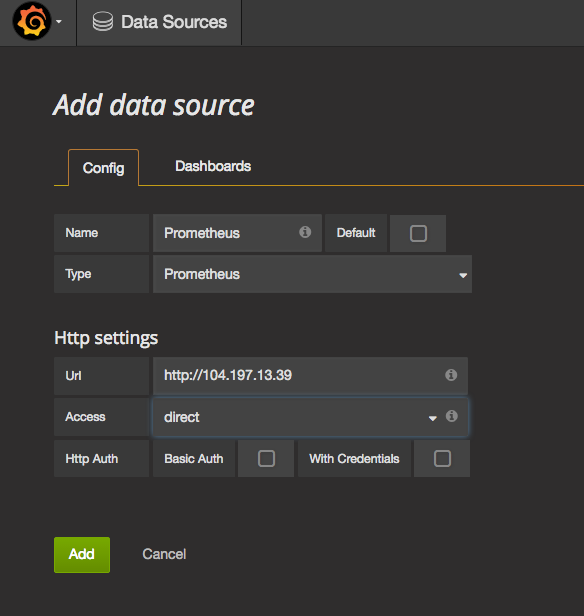 Data Sources
Add data source
Config Dashboards
Name Prometheus Default
Type Prometheus
Http settings
Url http://104.197.13.39
Access direct
Http Auth Basic Auth With Credentials
Add Cancel